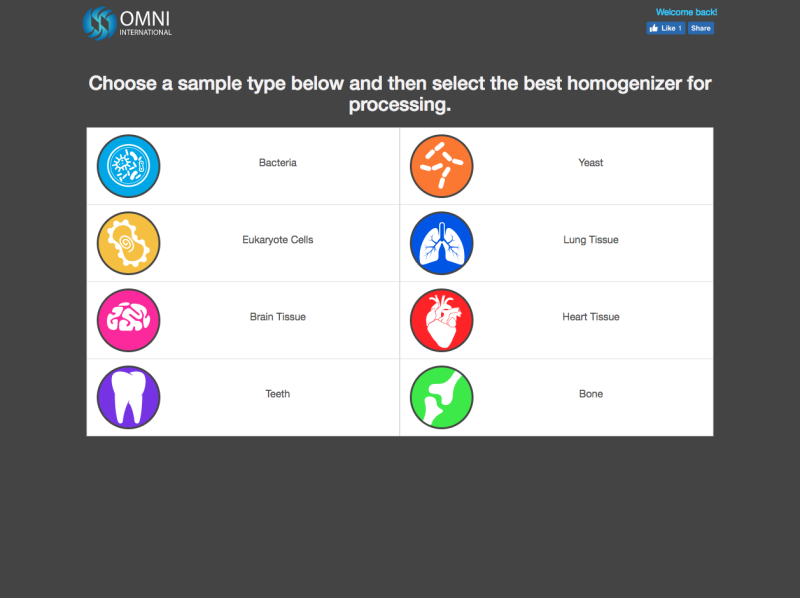 OMNI
INTERNATIONAL
Welcome back!
Like 1 Share
Choose a sample type below and then select the best homogenizer for
processing.
Bacteria
Yeast
Eukaryote Cells
Lung Tissue
Brain Tissue
Heart Tissue
Teeth
Bone